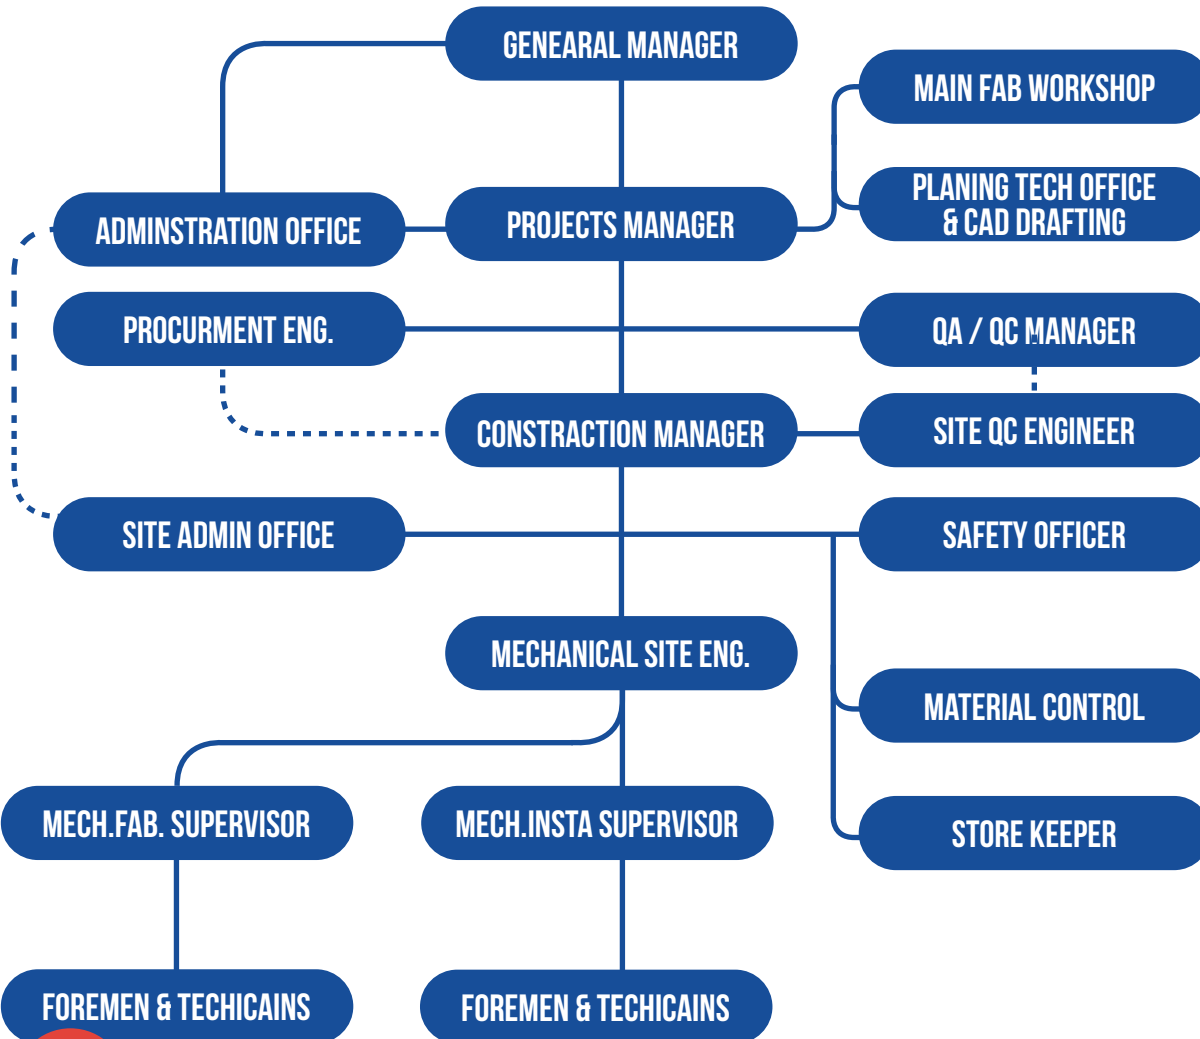 GENEARAL MANAGER
MAIN FAB WORKSHOP
PLANING TECH OFFICE
& CAD DRAFTING
ADMINSTRATION OFFICE
PROJECTS MANAGER
PROCURMENT ENG.
QA / QC MANAGER
CONSTRACTION MANAGER
SITE QC ENGINEER
SITE ADMIN OFFICE
SAFETY OFFICER
MECHANICAL SITE ENG.
MATERIAL CONTROL
MECH.FAB. SUPERVISOR
MECH.INSTA SUPERVISOR
STORE KEEPER
FOREMEN & TECHICAINS
FOREMEN & TECHICAINS